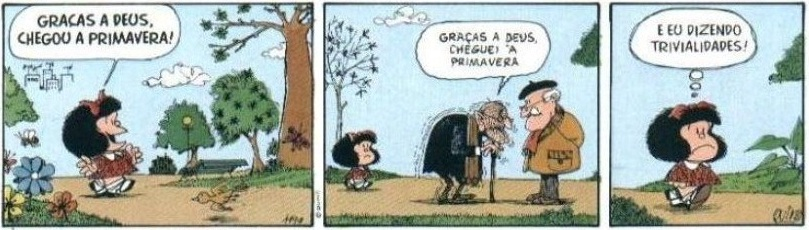 GRAÇAS A DEUS,
CHEGOU A PRIMAVERA!
GRAÇAS A DEUS,
CHEGUEI A
PRIMAVERA
E EU DIZENDO
TRIVIALIDADES!